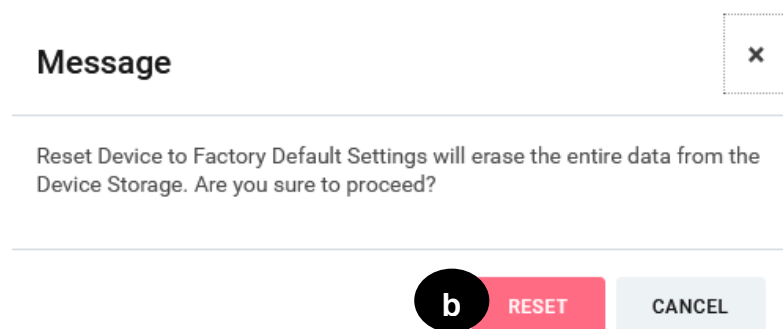 Message
×
Reset Device to Factory Default Settings will erase the entire data from the
Device Storage. Are you sure to proceed?
b RESET CANCEL